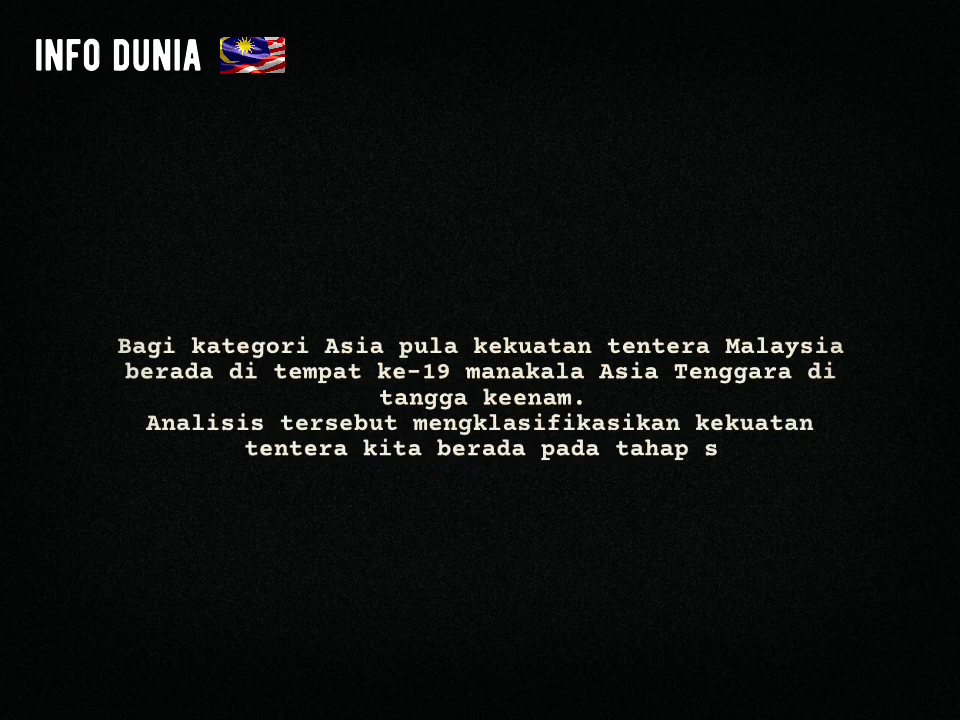 INFO DUNIA
Bagi kategori Asia pula kekuatan tentera Malaysia
berada di tempat ke-19 manakala Asia Tenggara di
tangga keenam.
Analisis tersebut mengklasifikasikan kekuatan
tentera kita berada pada tahap s